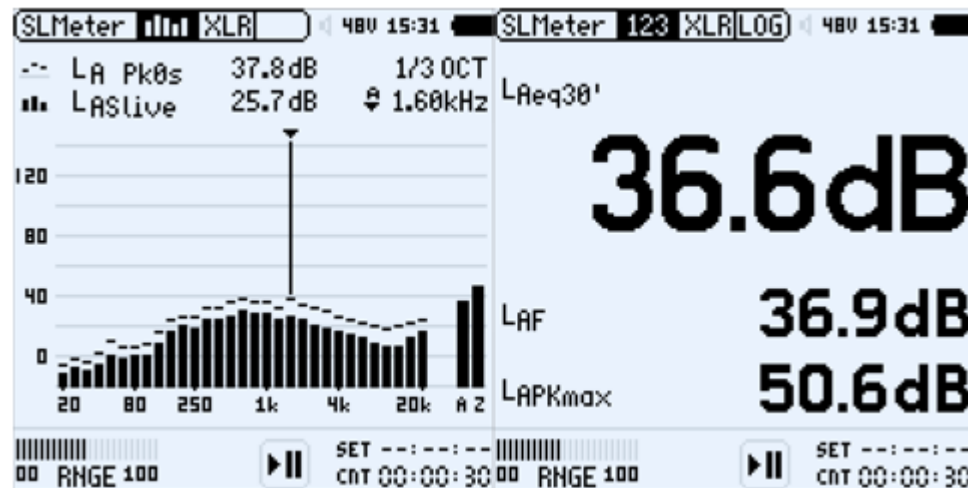 SLMeter XLR 48V 15:31
LA Pk0s 37.8dB 1/3 OCT
LASlive 25.7dB 1.60kHz
120
80
40
0
20 80 250 1k 4k 20k A Z
00 RNGE 100
SET --:--:--
CNT 00:00:30
SLMeter 123 XLR LOG 48V 15:31
LAeq30'
36.6dB
LAF 36.9dB
LAPKmax 50.6dB
00 RNGE 100
SET --:--:--
CNT 00:00:30